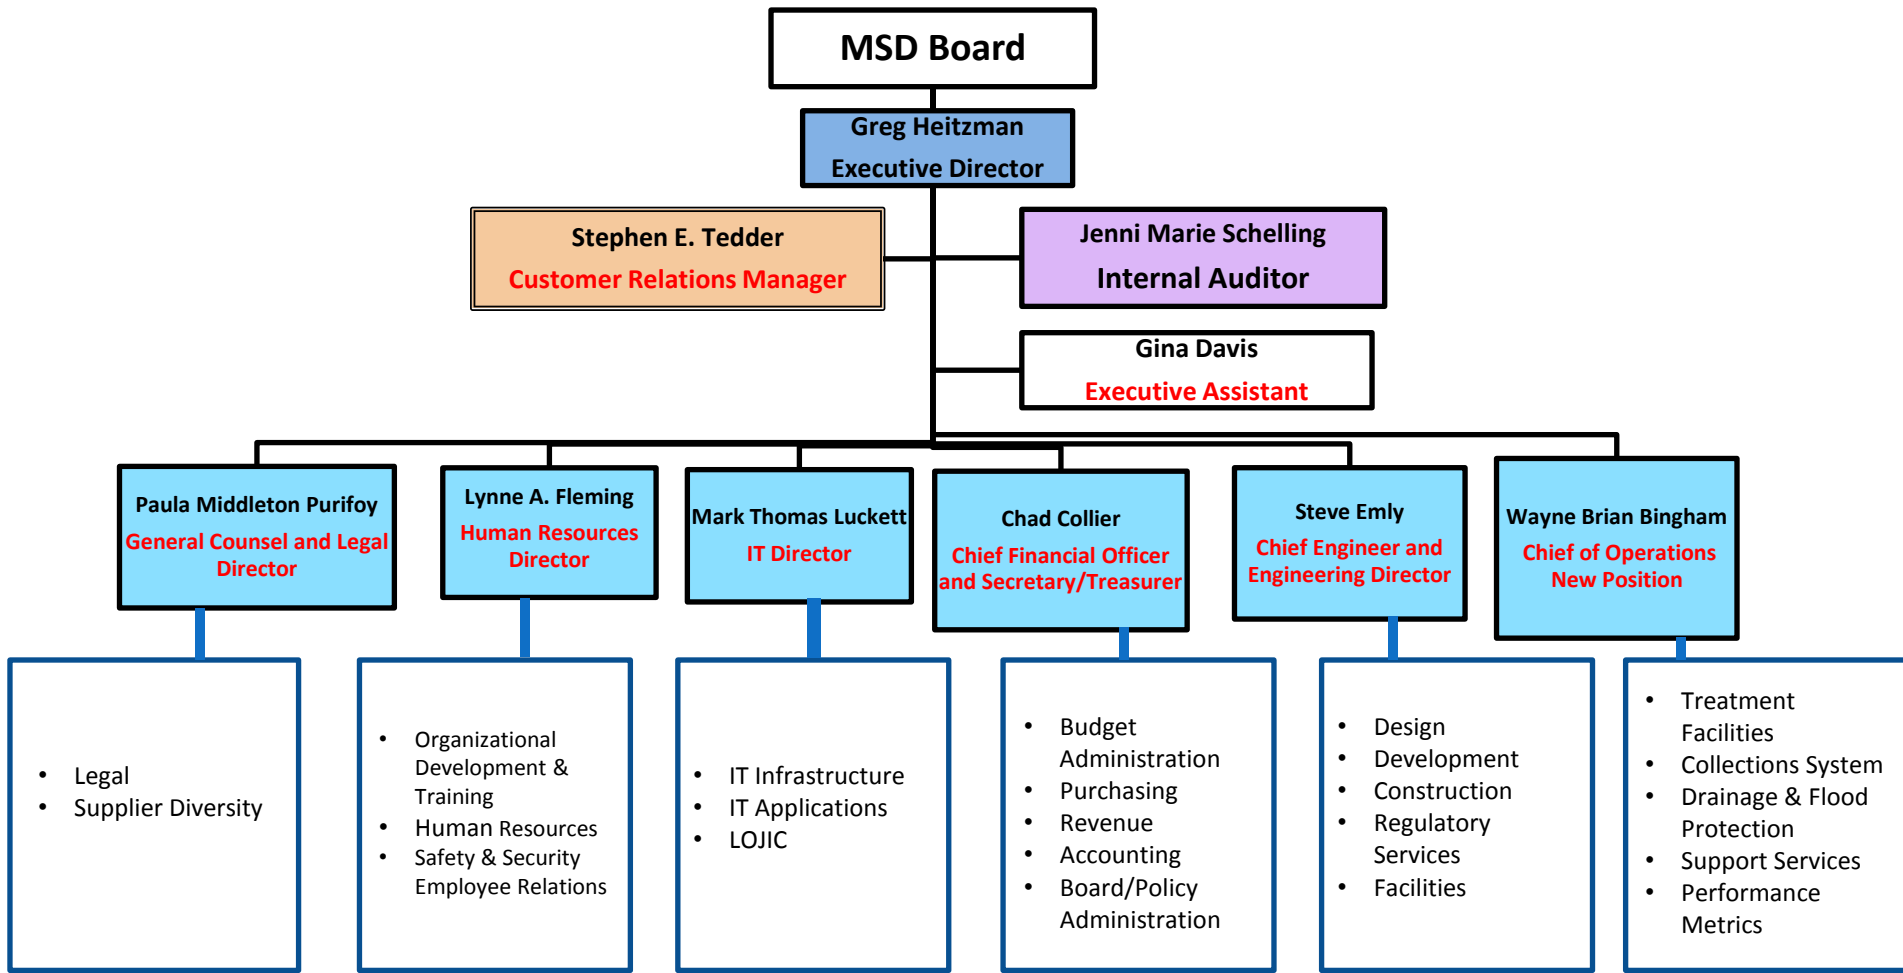 MSD Board
Greg Heitzman
Executive Director
Stephen E. Tedder
Customer Relations Manager
Jenni Marie Schelling
Internal Auditor
Gina Davis
Executive Assistant
Paula Middleton Purifoy
General Counsel and Legal
Director
Lynne A. Fleming
Human Resources
Director
Mark Thomas Luckett
IT Director
Chad Collier
Chief Financial Officer
and Secretary/Treasurer
Steve Emly
Chief Engineer and
Engineering Director
Wayne Brian Bingham
Chief of Operations
New Position
• Legal
• Supplier Diversity
• Organizational
Development &
Training
• Human Resources
• Safety & Security
Employee Relations
• IT Infrastructure
• IT Applications
• LOJIC
• Budget
Administration
• Purchasing
• Revenue
• Accounting
• Board/Policy
Administration
• Design
• Development
• Construction
• Regulatory
Services
• Facilities
• Treatment
Facilities
• Collections System
• Drainage & Flood
Protection
• Support Services
• Performance
Metrics